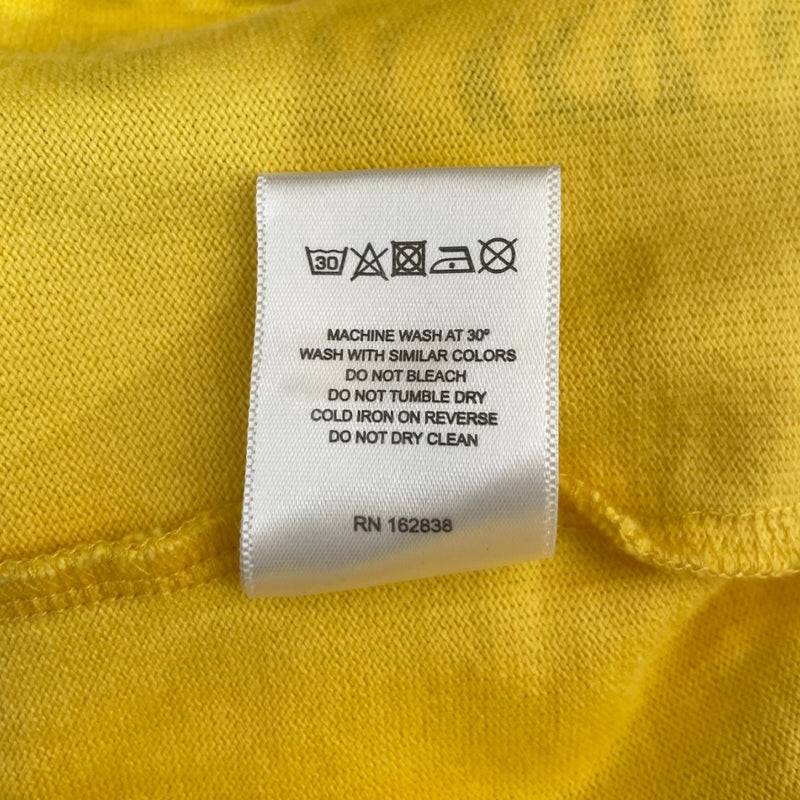 30
MACHINE WASH AT 30º
WASH WITH SIMILAR COLORS
DO NOT BLEACH
DO NOT TUMBLE DRY
COLD IRON ON REVERSE
DO NOT DRY CLEAN
RN 162838